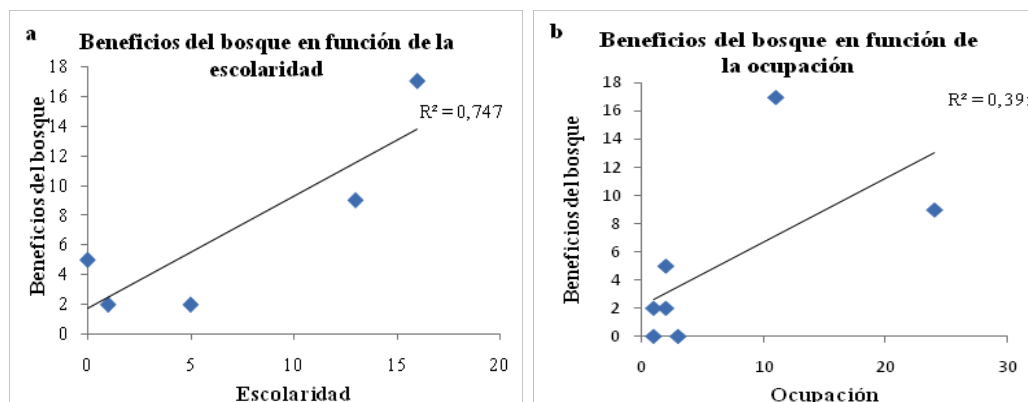 a
Beneficios del bosque en función de la
escolaridad
18
16
14
12
10
8
6
4
2
0
Beneficios del bosque
R² = 0,747
0 5 10 15 20
Escolaridad
b
Beneficios del bosque en función de
la ocupación
18
16
14
12
10
8
6
4
2
0
Beneficios del bosque
R² =
0 10 20 30
Ocupación